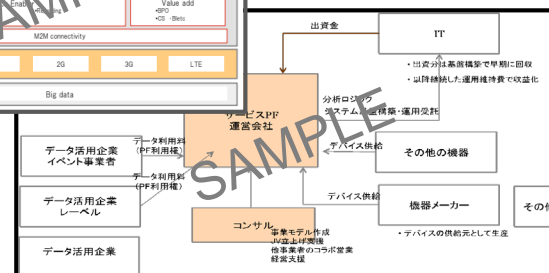 Enabler
Value add
•BPO
•CS
M2M connectivity
2G
3G
LTE
Big data
SAMPLE
出資金
IT
・出資分は基盤構築で早期に回収
・以降継続した運用維持費で収益化
サービスPF
運営会社
分析ロジック
システム基盤構築・運用受託
データ利用料
(PF利用権)
データ活用企業
イベント事業者
デバイス供給
その他の機器
データ利用料
(PF利用権)
データ活用企業
レーベル
デバイス供給
機器メーカー
・デバイスの供給元として生産
コンサル
事業モデル作成
JV立上げ支援
他事業者のコラボ営業
経営支援
データ活用企業